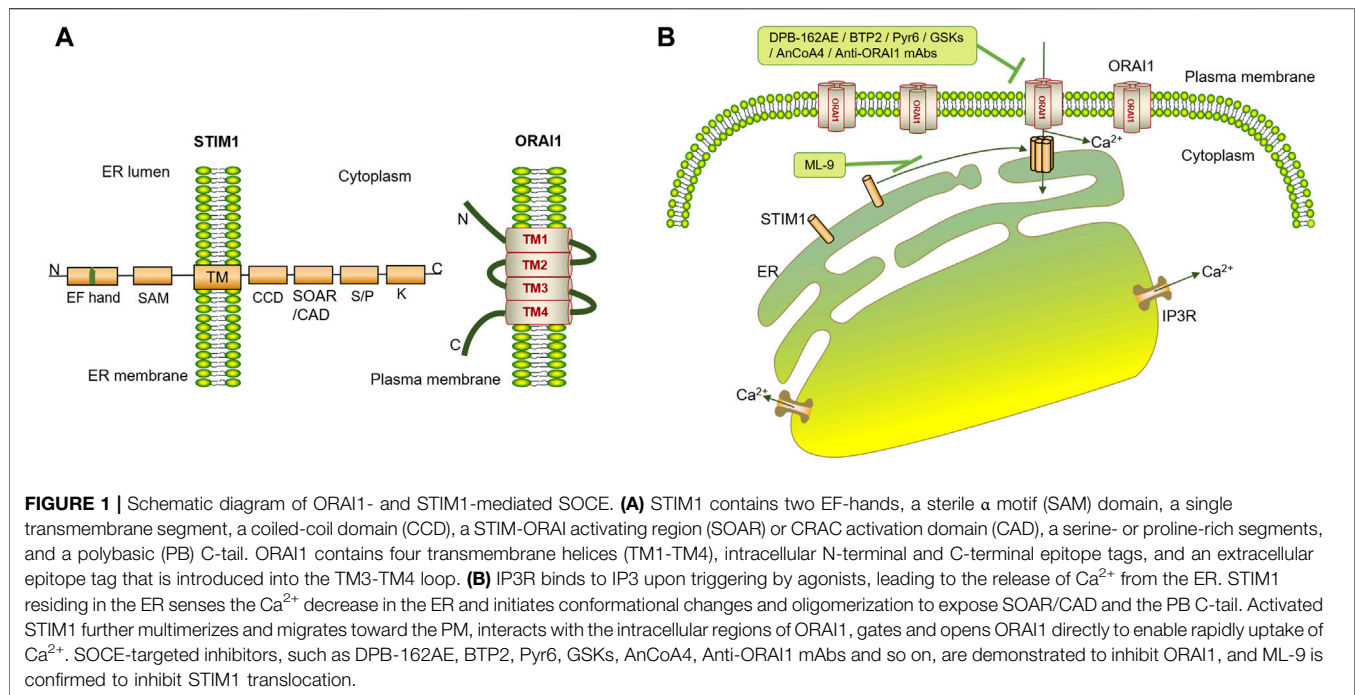 A
STIM1
ER lumen
N
EF hand
SAM
TM
CCD
SOAR
/CAD
S/P
K
C
ER membrane
ORAI1
Cytoplasm
N
TM1
TM2
TM3
TM4
C
Plasma membrane
B
DPB-162AE / BTP2 / Pyr6 / GSKs
/ AnCoA4 / Anti-ORAI1 mAbs
ORAI1
Plasma membrane
ORAI1
ORAI1
ORAI1
ORAI1
Ca2+
Cytoplasm
ML-9
STIM1
ER
Ca2+
IP3R
Ca2+
FIGURE 1 | Schematic diagram of ORAI1- and STIM1-mediated SOCE. (A) STIM1 contains two EF-hands, a sterile α motif (SAM) domain, a single
transmembrane segment, a coiled-coil domain (CCD), a STIM-ORAI activating region (SOAR) or CRAC activation domain (CAD), a serine- or proline-rich segments,
and a polybasic (PB) C-tail. ORAI1 contains four transmembrane helices (TM1-TM4), intracellular N-terminal and C-terminal epitope tags, and an extracellular
epitope tag that is introduced into the TM3-TM4 loop. (B) IP3R binds to IP3 upon triggering by agonists, leading to the release of Ca2+ from the ER. STIM1
residing in the ER senses the Ca2+ decrease in the ER and initiates conformational changes and oligomerization to expose SOAR/CAD and the PB C-tail. Activated
STIM1 further multimerizes and migrates toward the PM, interacts with the intracellular regions of ORAI1, gates and opens ORAI1 directly to enable rapidly uptake of
Ca2+. SOCE-targeted inhibitors, such as DPB-162AE, BTP2, Pyr6, GSKs, AnCoA4, Anti-ORAI1 mAbs and so on, are demonstrated to inhibit ORAI1, and ML-9 is
confirmed to inhibit STIM1 translocation.